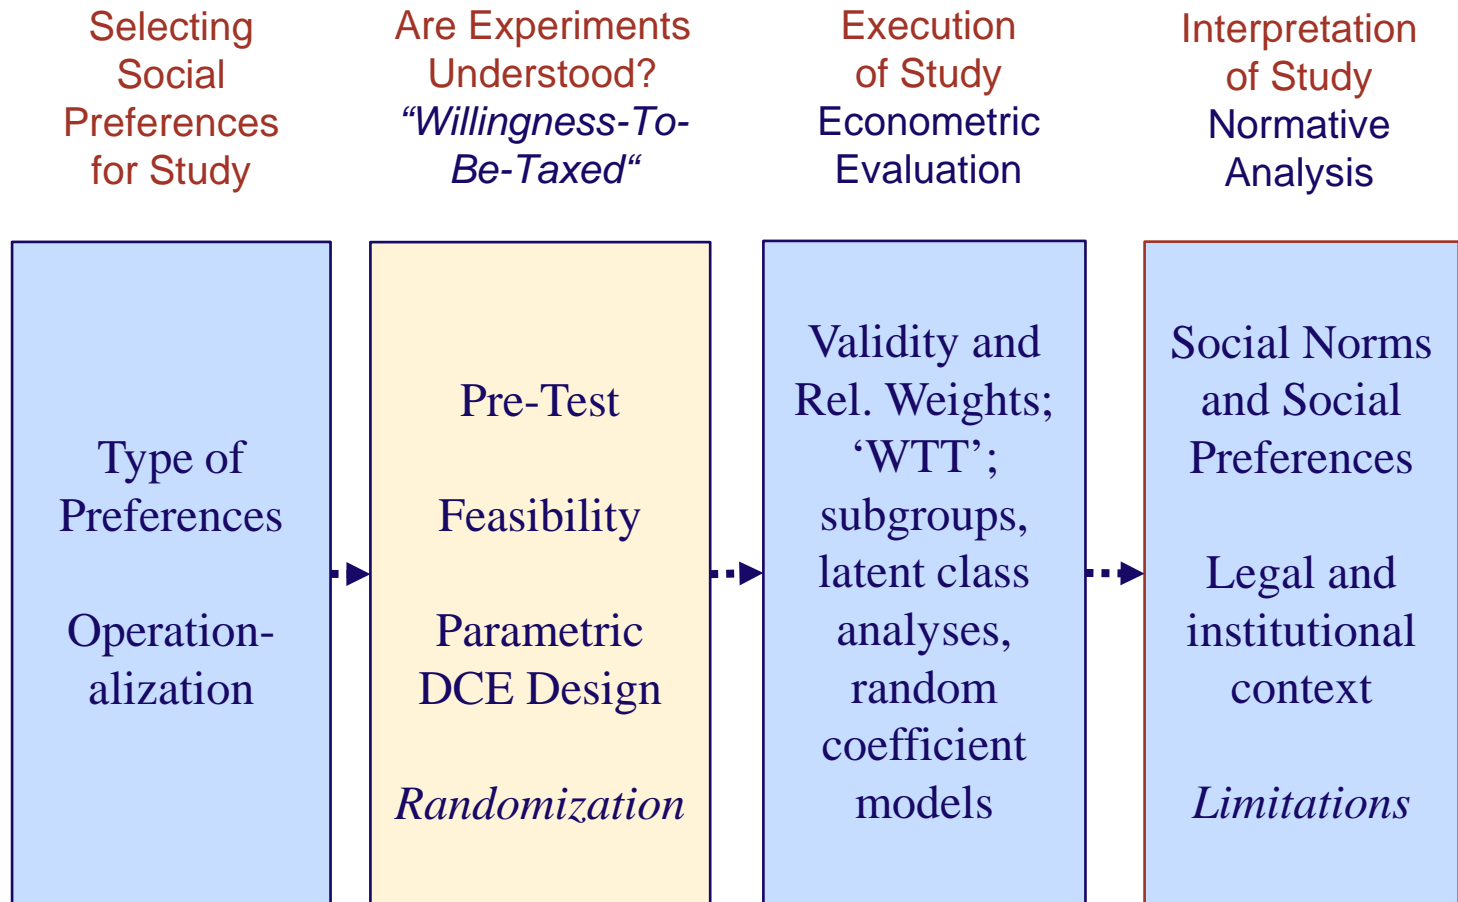 Selecting
Social
Preferences
for Study
Are Experiments
Understood?
“Willingness-To-
Be-Taxed“
Execution
of Study
Econometric
Evaluation
Interpretation
of Study
Normative
Analysis
Type of
Preferences
Operation-
alization
Pre-Test
Feasibility
Parametric
DCE Design
Randomization
Validity and
Rel. Weights;
‘WTT’;
subgroups,
latent class
analyses,
random
coefficient
models
Social Norms
and Social
Preferences
Legal and
institutional
context
Limitations